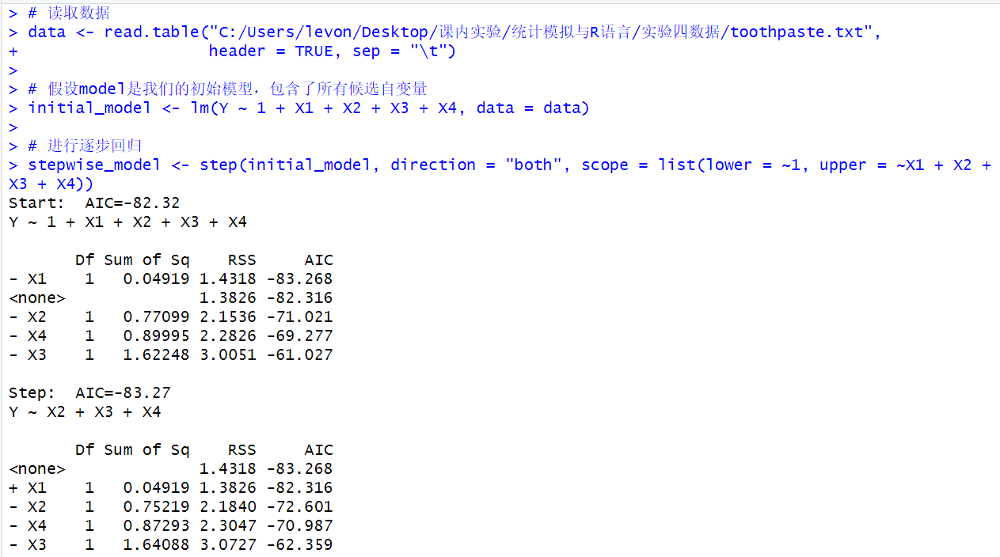 > # 读取数据
> data <- read.table("C:/Users/levon/Desktop/课内实验/统计模拟与R语言/实验四数据/toothpaste.txt",
+                    header = TRUE, sep = "\t")
>
> # 假设model是我们的初始模型，包含了所有候选自变量
> initial_model <- lm(Y ~ 1 + X1 + X2 + X3 + X4, data = data)
>
> # 进行逐步回归
> stepwise_model <- step(initial_model, direction = "both", scope = list(lower = ~1, upper = ~X1 + X2 +
X3 + X4))
Start:  AIC=-82.32
Y ~ 1 + X1 + X2 + X3 + X4

       Df Sum of Sq    RSS     AIC
- X1    1   0.04919 1.4318 -83.268
<none>              1.3826 -82.316
- X2    1   0.77099 2.1536 -71.021
- X4    1   0.89995 2.2826 -69.277
- X3    1   1.62248 3.0051 -61.027

Step:  AIC=-83.27
Y ~ X2 + X3 + X4

       Df Sum of Sq    RSS     AIC
<none>              1.4318 -83.268
+ X1    1   0.04919 1.3826 -82.316
- X2    1   0.75219 2.1840 -72.601
- X4    1   0.87293 2.3047 -70.987
- X3    1   1.64088 3.0727 -62.359